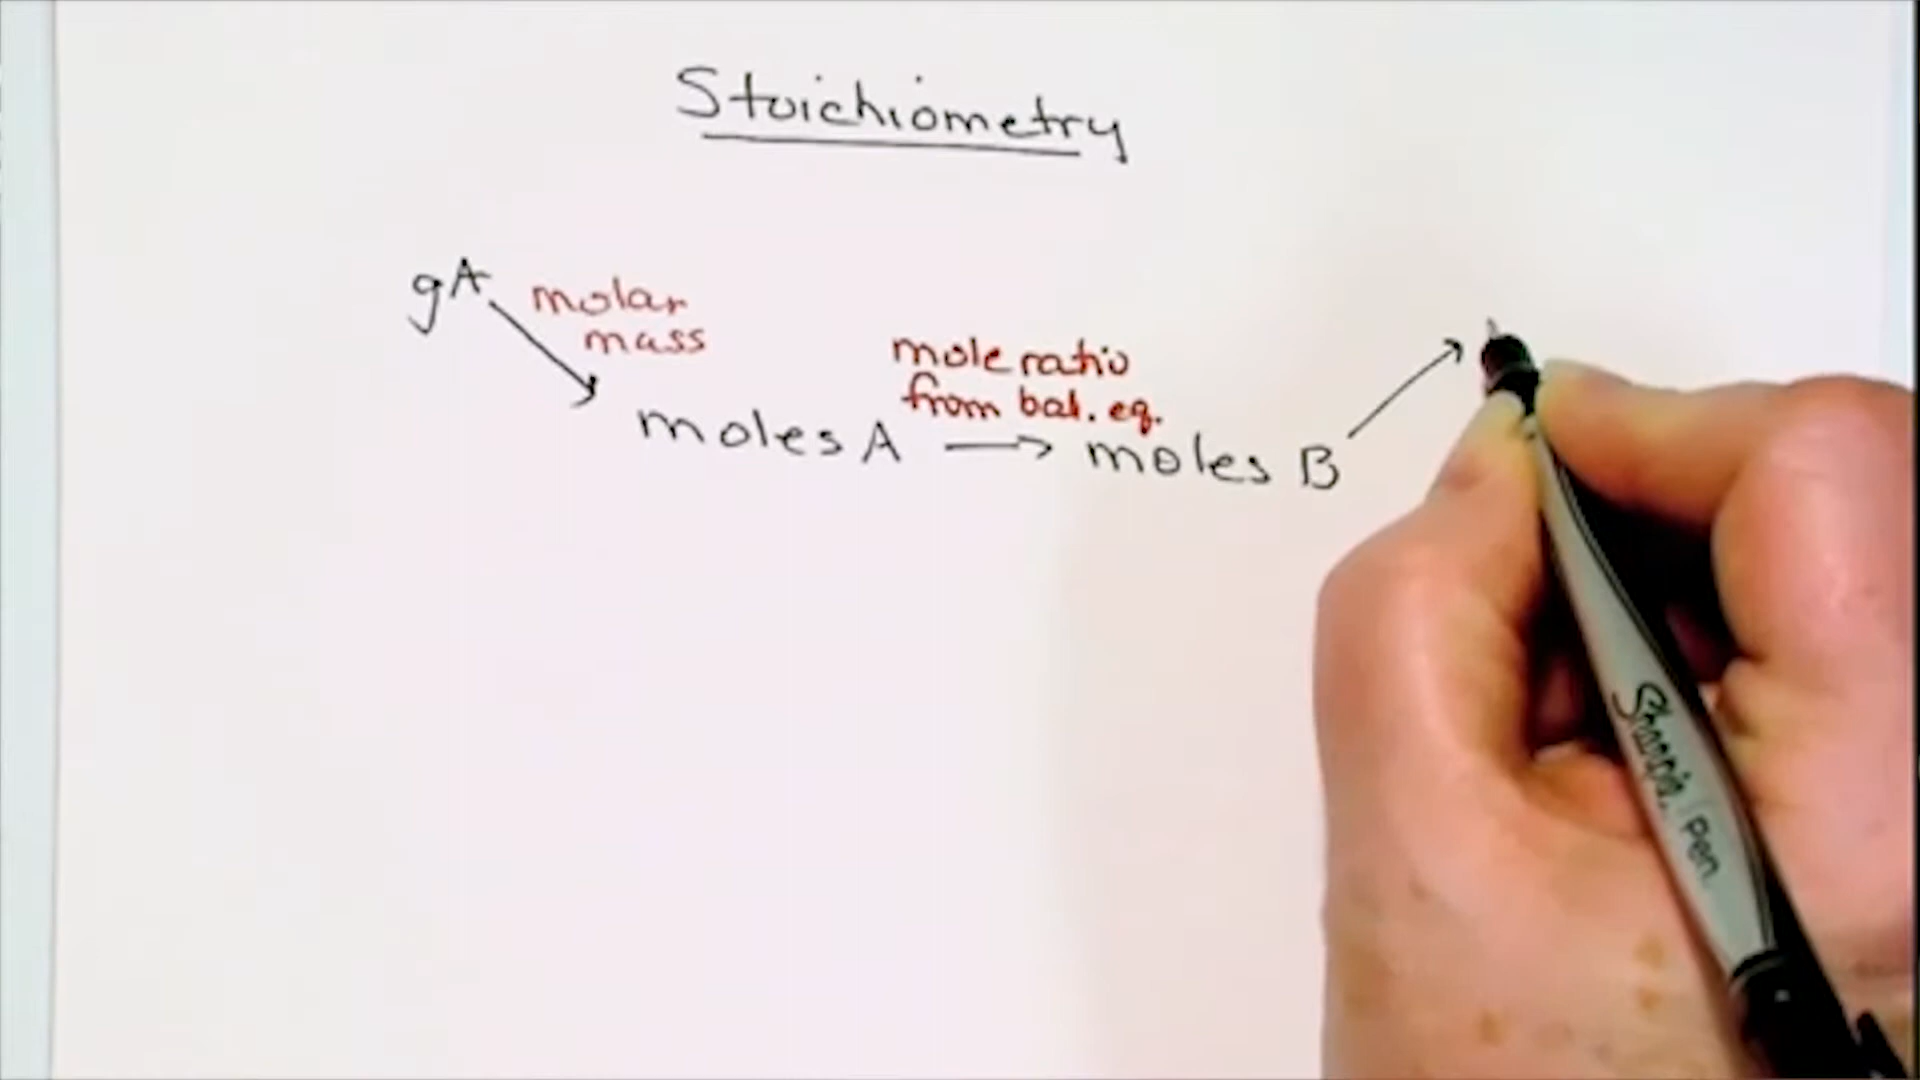 Stoichiometry
gA
molar
mass
mole ratio
from bal. eq.
moles A → moles B
Sharpie. Pen